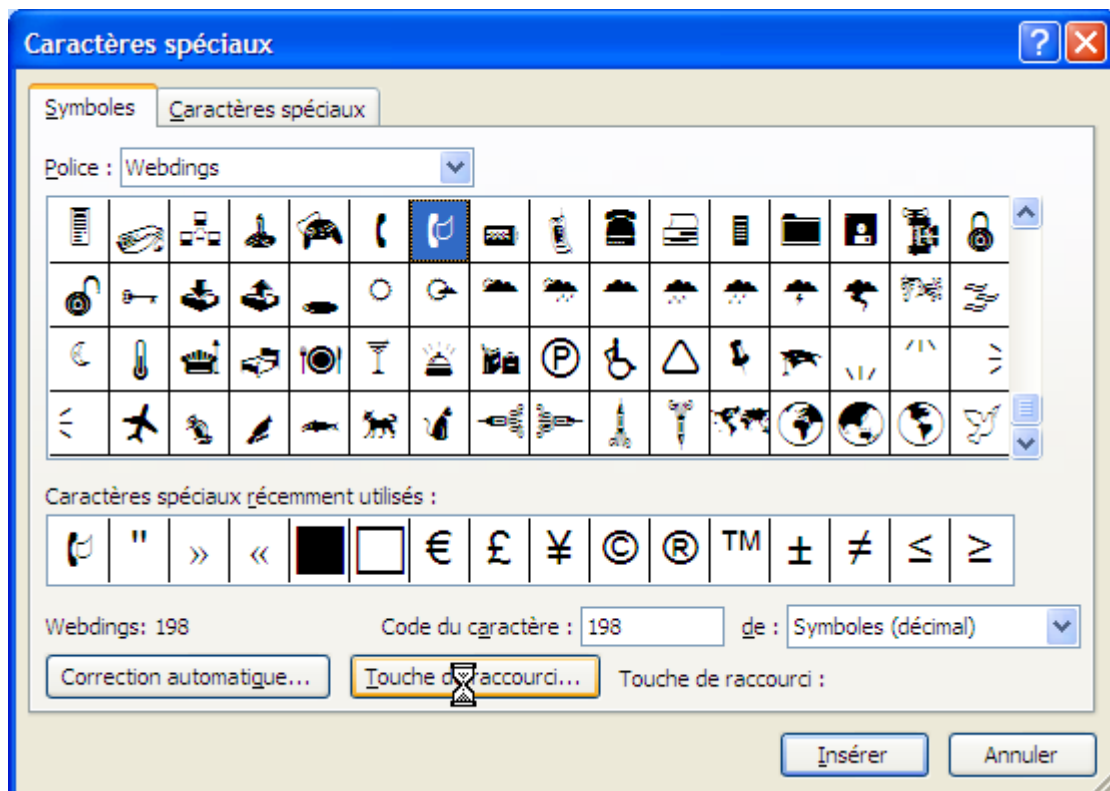 Caractères spéciaux
Symboles Caractères spéciaux
Police : Webdings
Caractères spéciaux récemment utilisés :
" » « € £ ¥ © ® ™ ± ≠ ≤ ≥
Webdings: 198 Code du caractère : 198 de : Symboles (décimal)
Correction automatique... Touche de raccourci... Touche de raccourci :
Insérer Annuler